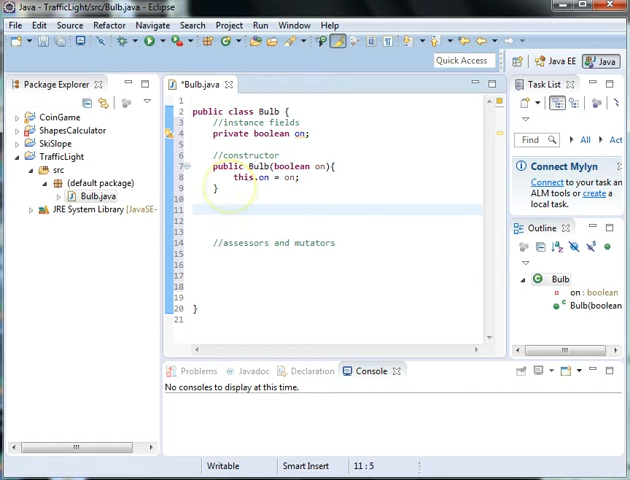 Java - TrafficLight/src/Bulb.java - Eclipse
File Edit Source Refactor Navigate Search Project Run Window Help
Quick Access
Java EE
Java
Package Explorer
CoinGame
ShapesCalculator
SkiSlope
TrafficLight
src
(default package)
Bulb.java
JRE System Library [JavaSE-
*Bulb.java
1
2 public class Bulb {
3 //instance fields
4 private boolean on;
5
6 //constructor
7 public Bulb(boolean on){
8 this.on = on;
9 }
10
11
12
13
14 //assessors and mutators
15
16
17
18
19
20 }
21
Task List
Find
All
Connect Mylyn
Connect to your task an
ALM tools or create a
local task.
Outline
Bulb
on : boolean
Bulb(boolean
Problems @ Javadoc Declaration Console
No consoles to display at this time.
Writable Smart Insert 11 : 5